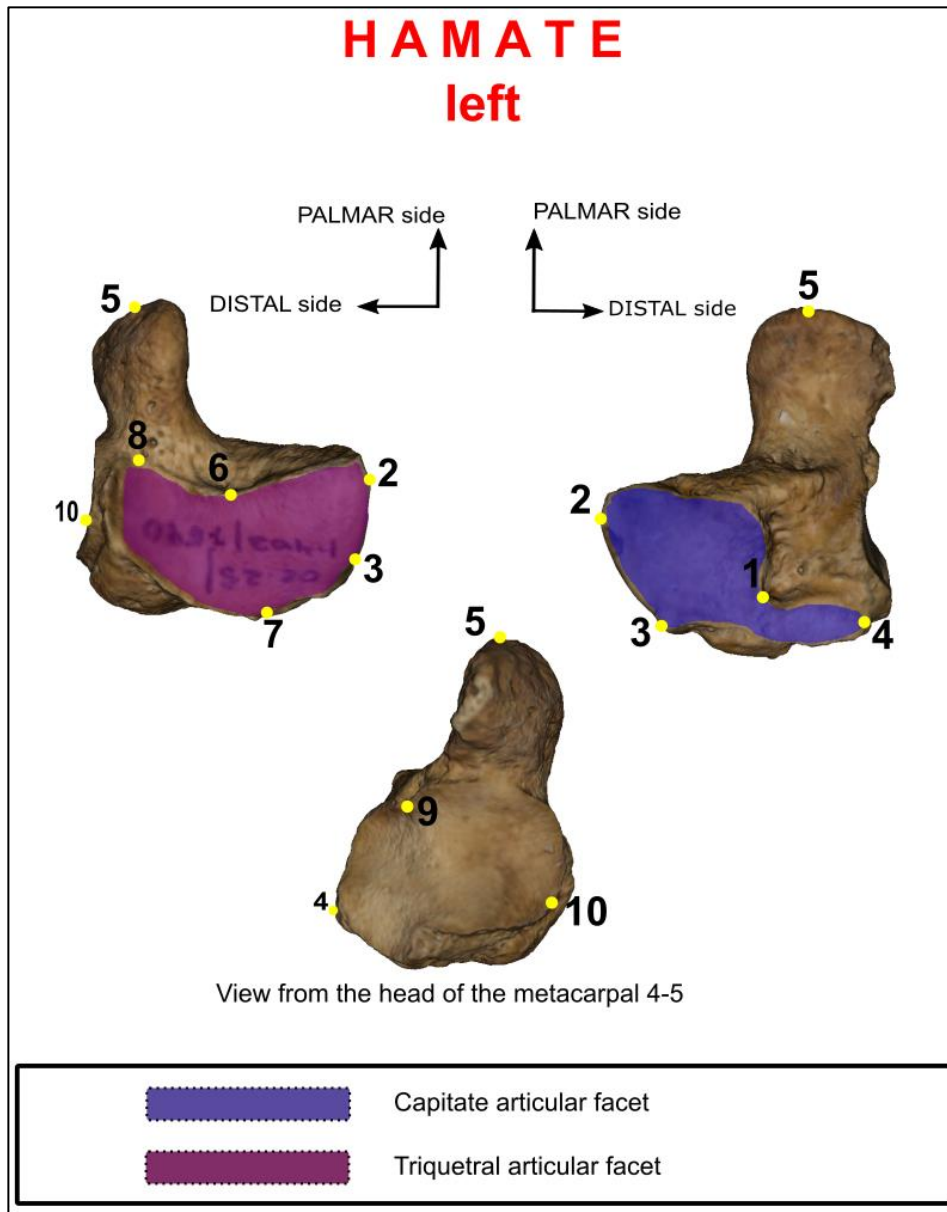 HAMATE
left
PALMAR side
PALMAR side
DISTAL side
DISTAL side
5
8
6
2
10
3
7
5
2
1
3
4
5
9
4
10
View from the head of the metacarpal 4-5
Capitate articular facet
Triquetral articular facet